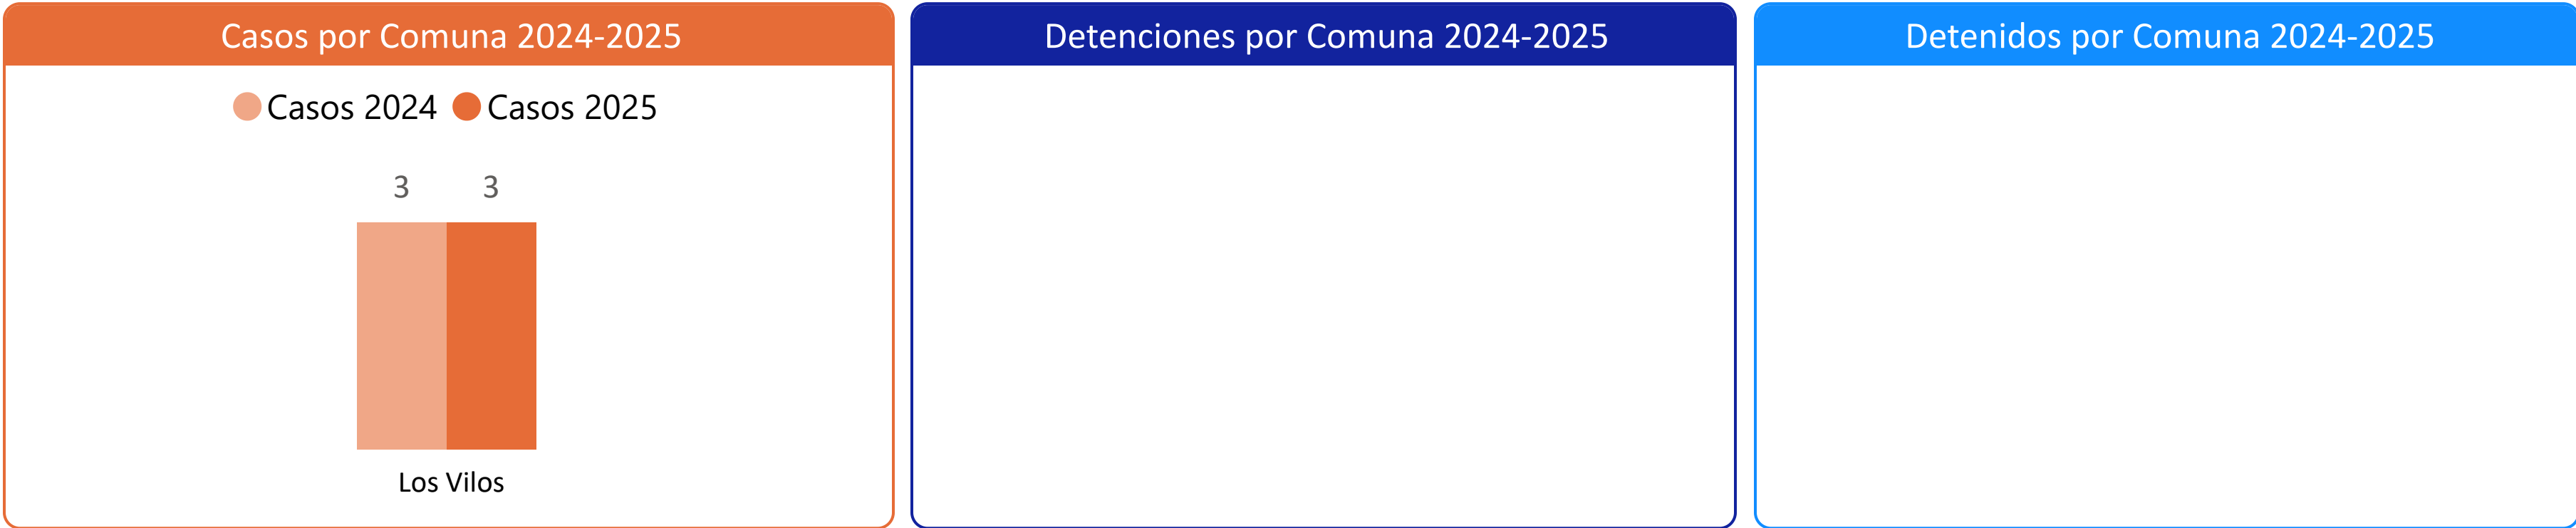 Casos por Comuna 2024-2025
Casos 2024 Casos 2025
3 3
Los Vilos
Detenciones por Comuna 2024-2025
Detenidos por Comuna 2024-2025